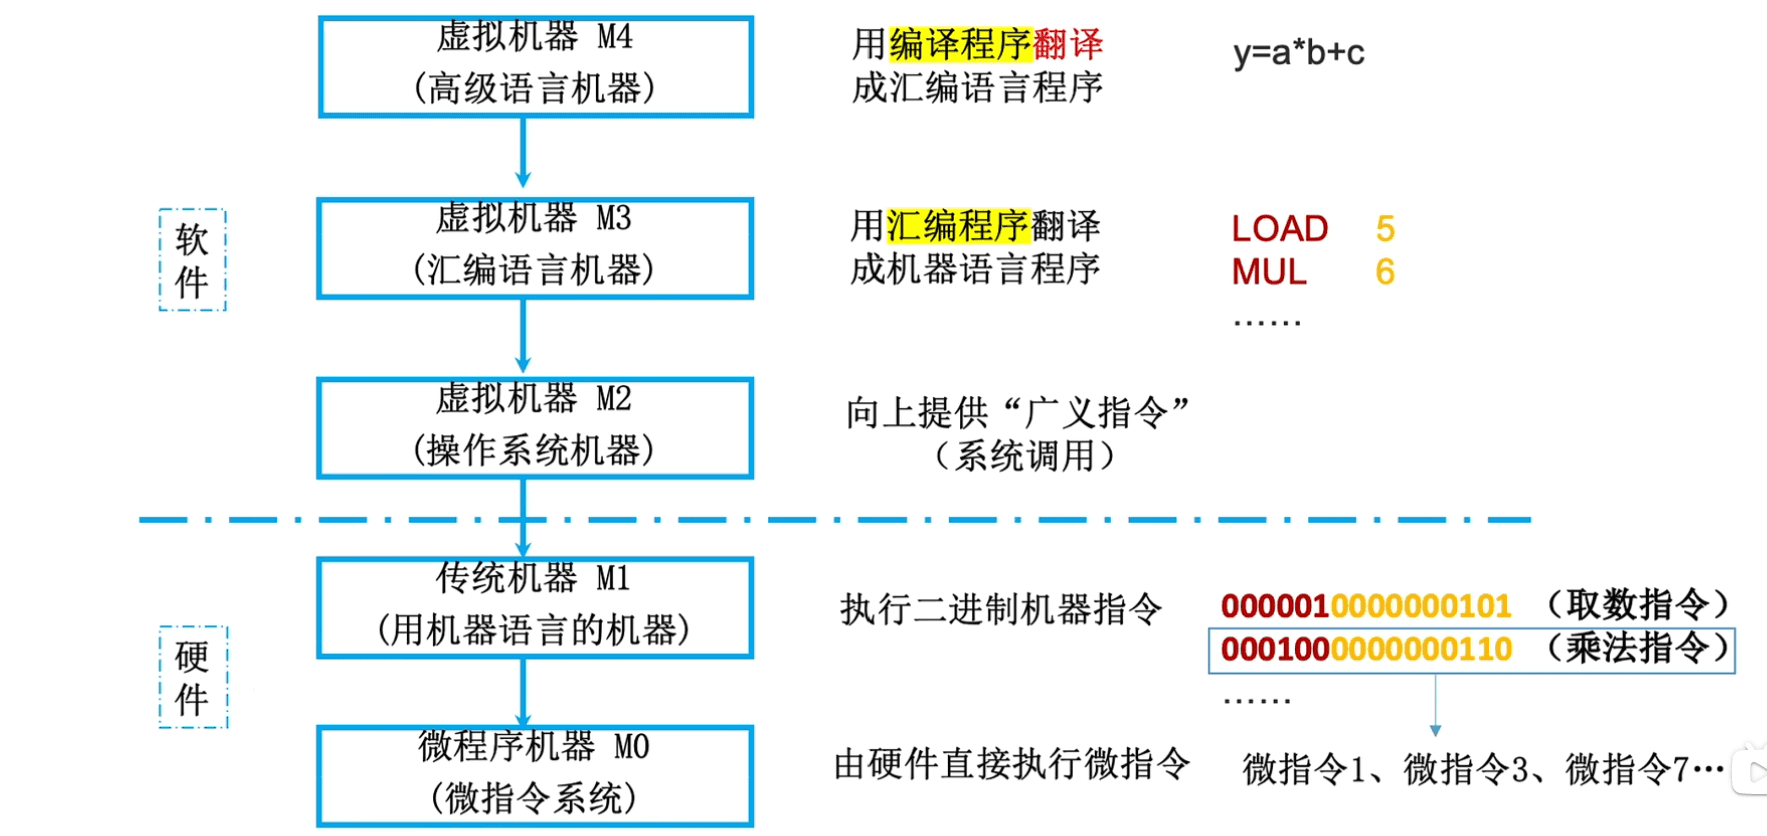 虚拟机器 M4
(高级语言机器)
用编译程序翻译
成汇编语言程序
y=a*b+c
软
件
虚拟机器 M3
(汇编语言机器)
用汇编程序翻译
成机器语言程序
LOAD 5
MUL 6
……
虚拟机器 M2
(操作系统机器)
向上提供“广义指令”
（系统调用）
硬
件
传统机器 M1
(用机器语言的机器)
执行二进制机器指令
0000010000000101 （取数指令）
0001000000000110 （乘法指令）
……
微程序机器 M0
(微指令系统)
由硬件直接执行微指令
微指令1、微指令3、微指令7…